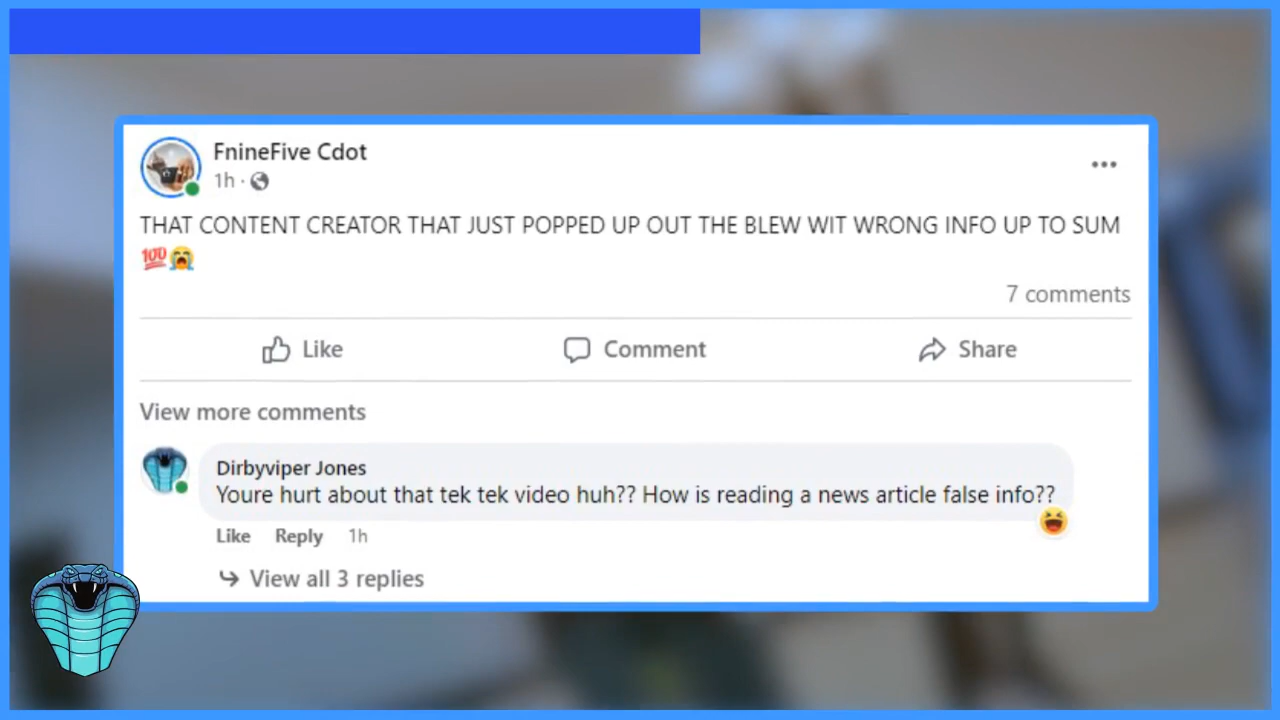 FnineFive Cdot
1h ·
THAT CONTENT CREATOR THAT JUST POPPED UP OUT THE BLEW WIT WRONG INFO UP TO SUM
💯😭
7 comments
Like Comment Share
View more comments
Dirbyviper Jones
Youre hurt about that tek tek video huh?? How is reading a news article false info??
Like Reply 1h
View all 3 replies